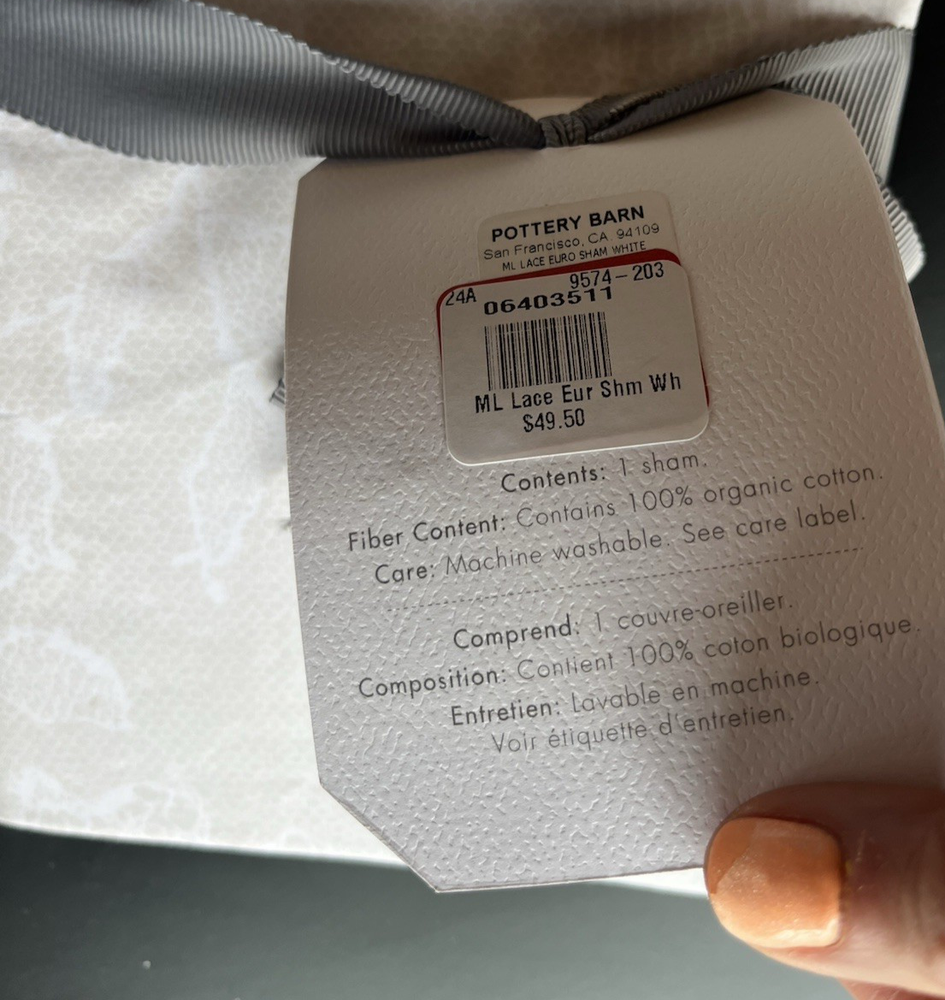 POTTERY BARN
San Francisco, CA 94109
ML LACE EURO SHAM WHITE
24A 9574-203
06403511
ML Lace Eur Shm Wh
$49.50
Contents: 1 sham.
Fiber Content: Contains 100% organic cotton.
Care: Machine washable. See care label.
Comprend: 1 couvre-oreiller.
Composition: Contient 100% coton biologique.
Entretien: Lavable en machine.
Voir étiquette d'entretien.